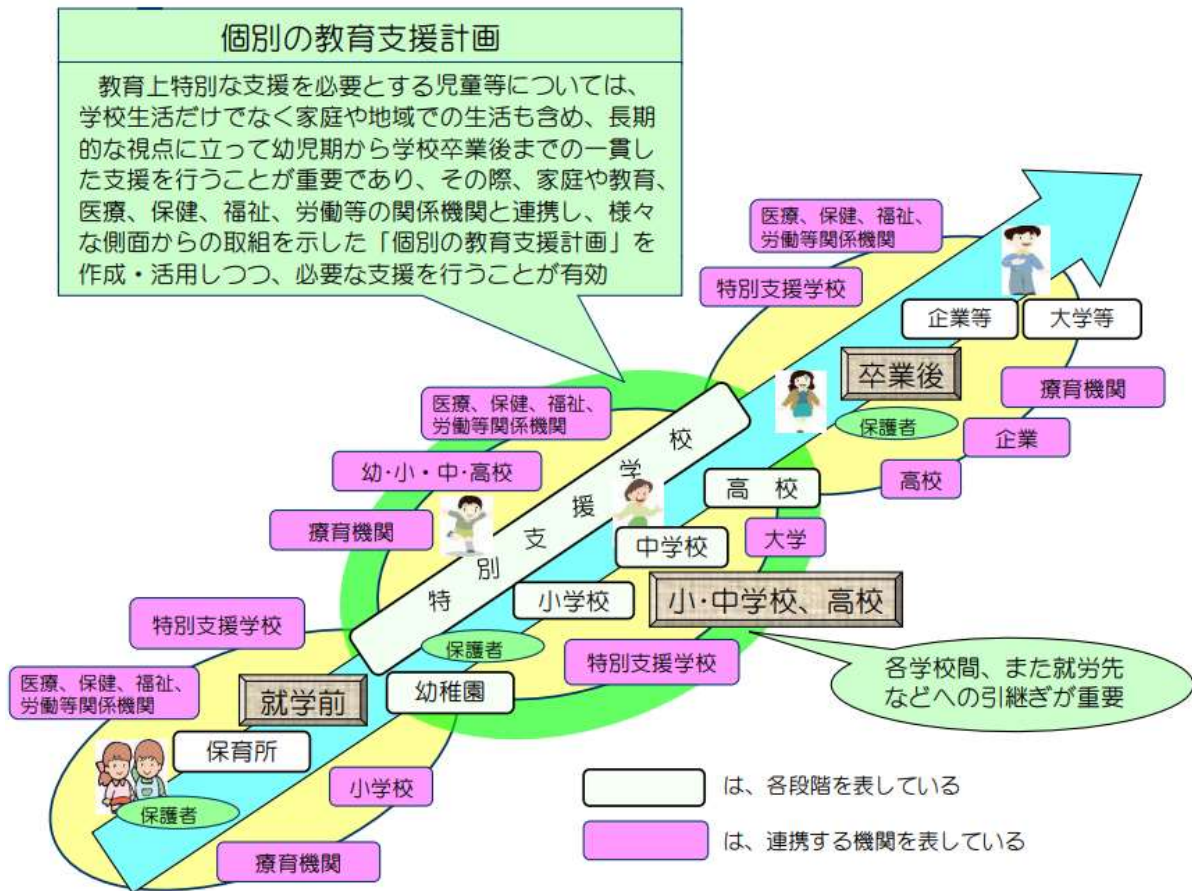 個別の教育支援計画
教育上特別な支援を必要とする児童等については、
学校生活だけでなく家庭や地域での生活も含め、長期
的な視点に立って幼児期から学校卒業後までの一貫し
た支援を行うことが重要であり、その際、家庭や教育、
医療、保健、福祉、労働等の関係機関と連携し、様々
な側面からの取組を示した「個別の教育支援計画」を
作成・活用しつつ、必要な支援を行うことが有効
医療、保健、福祉、
労働等関係機関
特別支援学校
企業等
大学等
卒業後
療育機関
保護者
企業
高校
医療、保健、福祉、
労働等関係機関
幼・小・中・高校
療育機関
特別支援学校
高　校
中学校
大学
小学校
小・中学校、高校
保護者
特別支援学校
幼稚園
各学校間、また就労先
などへの引継ぎが重要
特別支援学校
医療、保健、福祉、
労働等関係機関
就学前
保育所
保護者
小学校
療育機関
は、各段階を表している
は、連携する機関を表している